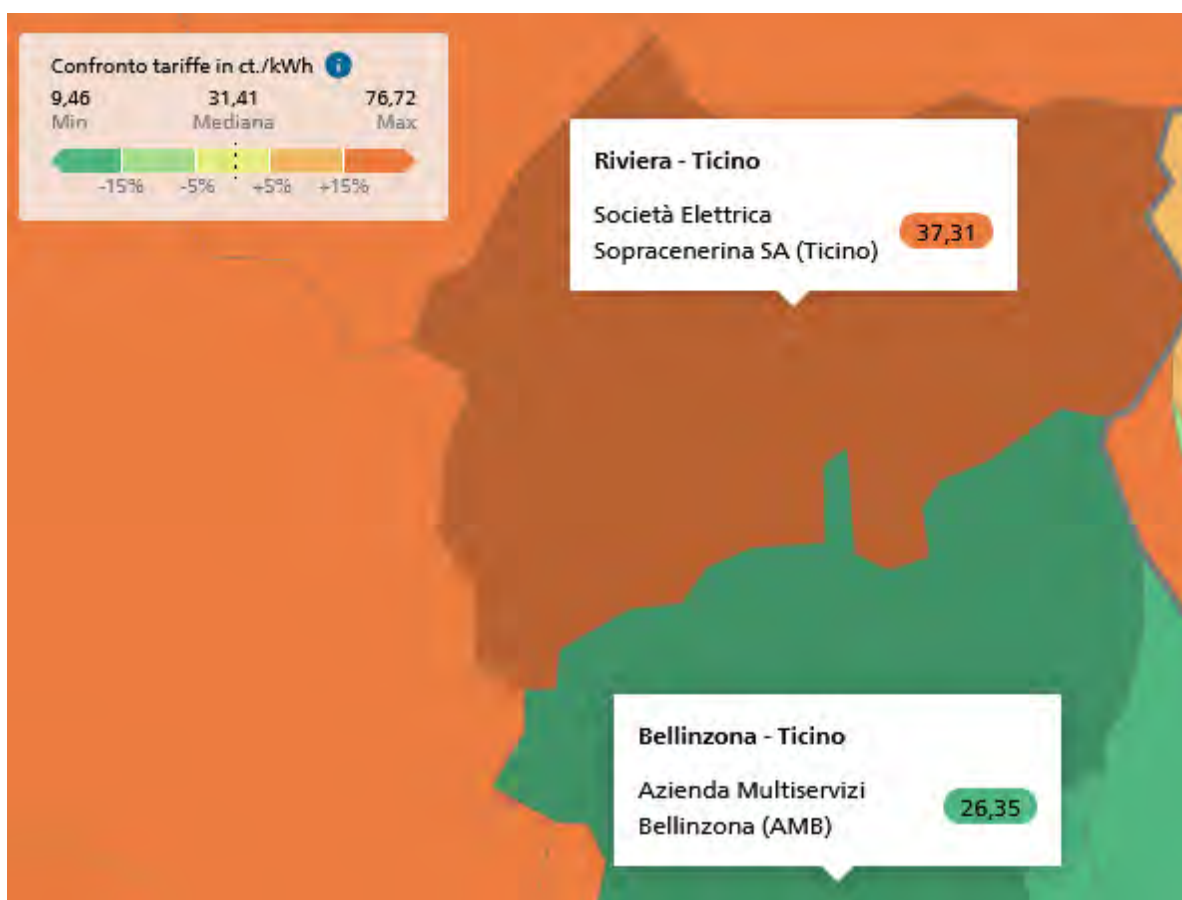 Confronto tariffe in ct./kWh i
9,46 31,41 76,72
Min Mediana Max
-15% -5% +5% +15%
Riviera - Ticino
Società Elettrica
Sopracenerina SA (Ticino)
37,31
Bellinzona - Ticino
Azienda Multiservizi
Bellinzona (AMB)
26,35